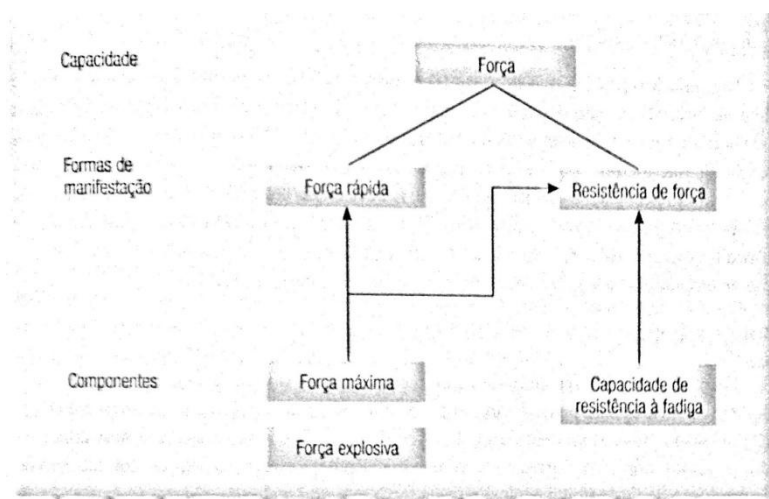 Capacidade
Força
Formas de
manifestação
Força rápida
Resistência de força
Componentes
Força máxima
Capacidade de
resistência à fadiga
Força explosiva